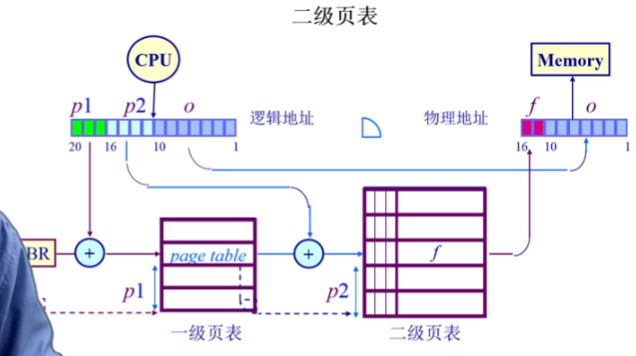 二级页表
CPU
Memory
p1 p2 o
逻辑地址
物理地址
f o
20 16 10 1
16 10 1
BR
+
page table
+
f
p1
p2
一级页表
二级页表